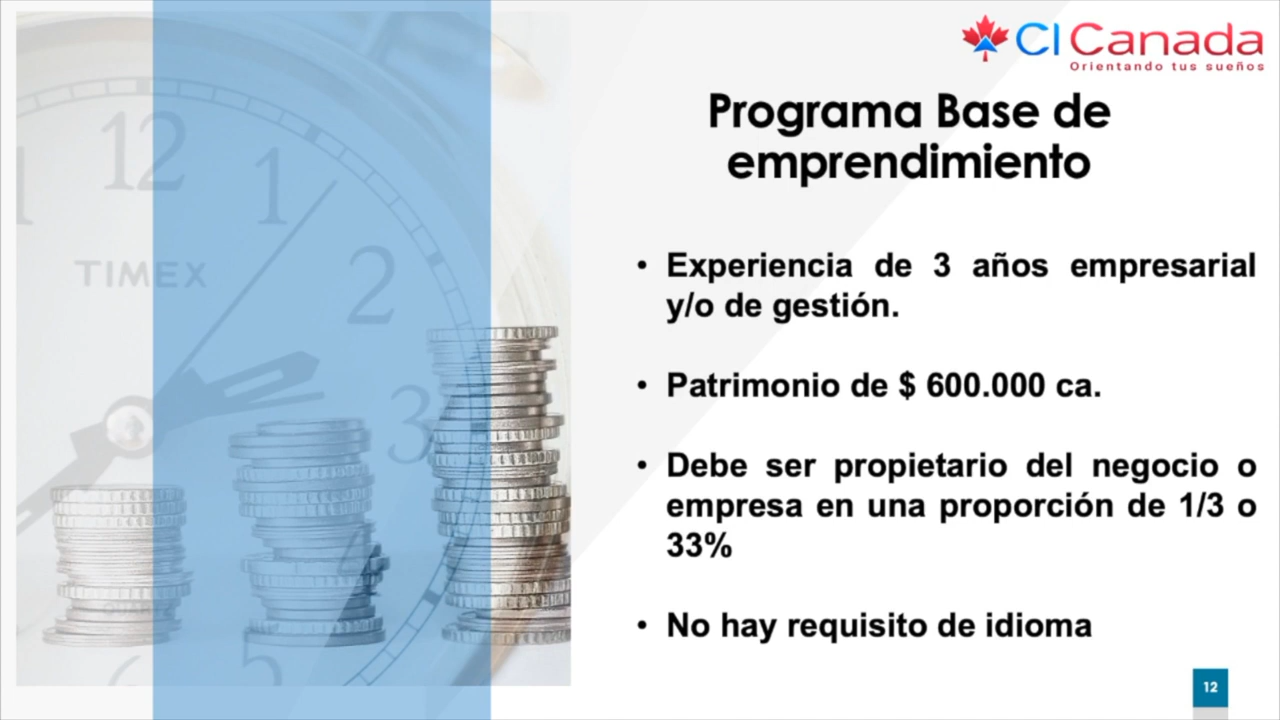 CI Canada
Orientando tus sueños
Programa Base de
emprendimiento
• Experiencia de 3 años empresarial
y/o de gestión.
• Patrimonio de $ 600.000 ca.
• Debe ser propietario del negocio o
empresa en una proporción de 1/3 o
33%
• No hay requisito de idioma
12
12
1
2
TIMEX
3
5
6